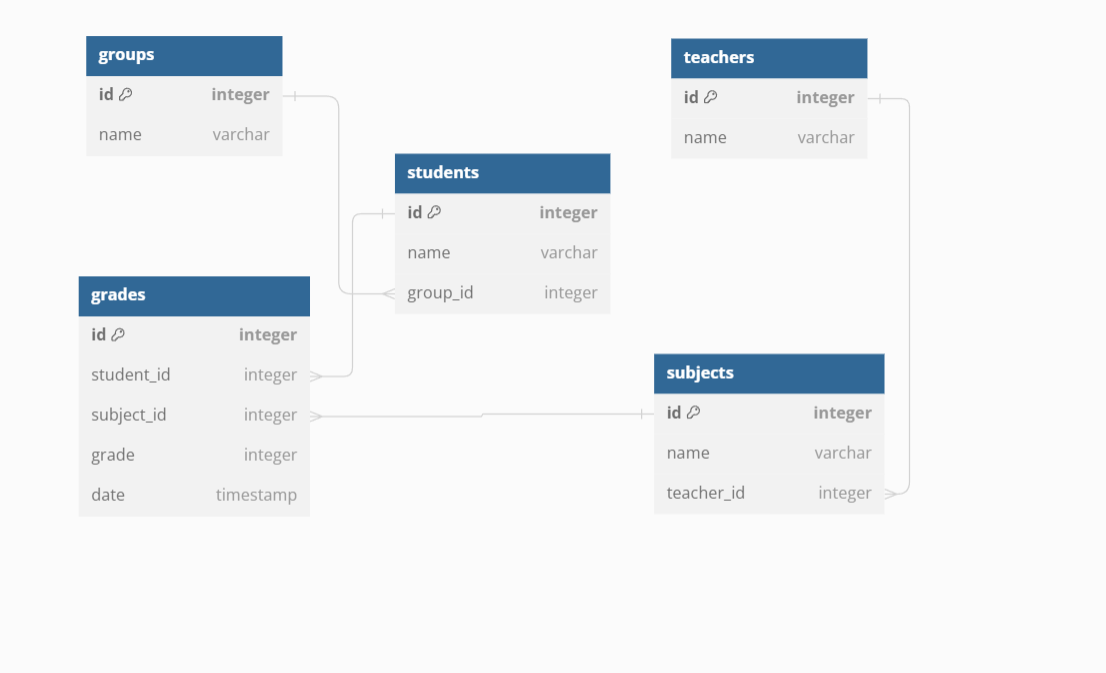 groups
id integer
name varchar
teachers
id integer
name varchar
students
id integer
name varchar
group_id integer
grades
id integer
student_id integer
subject_id integer
grade integer
date timestamp
subjects
id integer
name varchar
teacher_id integer